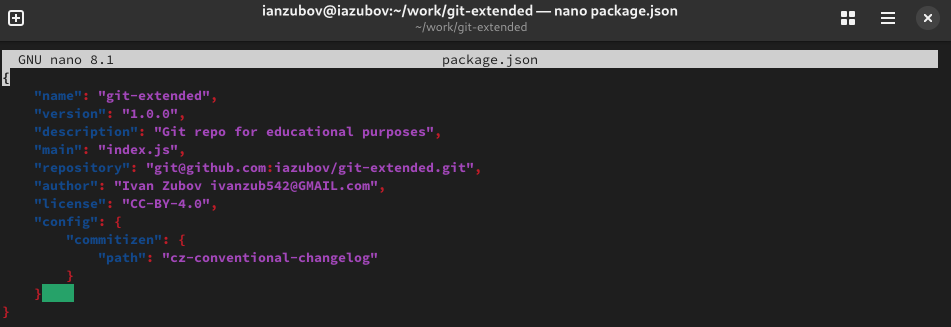 ianzubov@iazubov:~/work/git-extended — nano package.json
~/work/git-extended
GNU nano 8.1 package.json
{
    "name": "git-extended",
    "version": "1.0.0",
    "description": "Git repo for educational purposes",
    "main": "index.js",
    "repository": "git@github.com:iazubov/git-extended.git",
    "author": "Ivan Zubov ivanzub542@GMAIL.com",
    "license": "CC-BY-4.0",
    "config": {
        "commitizen": {
            "path": "cz-conventional-changelog"
        }
    }
}